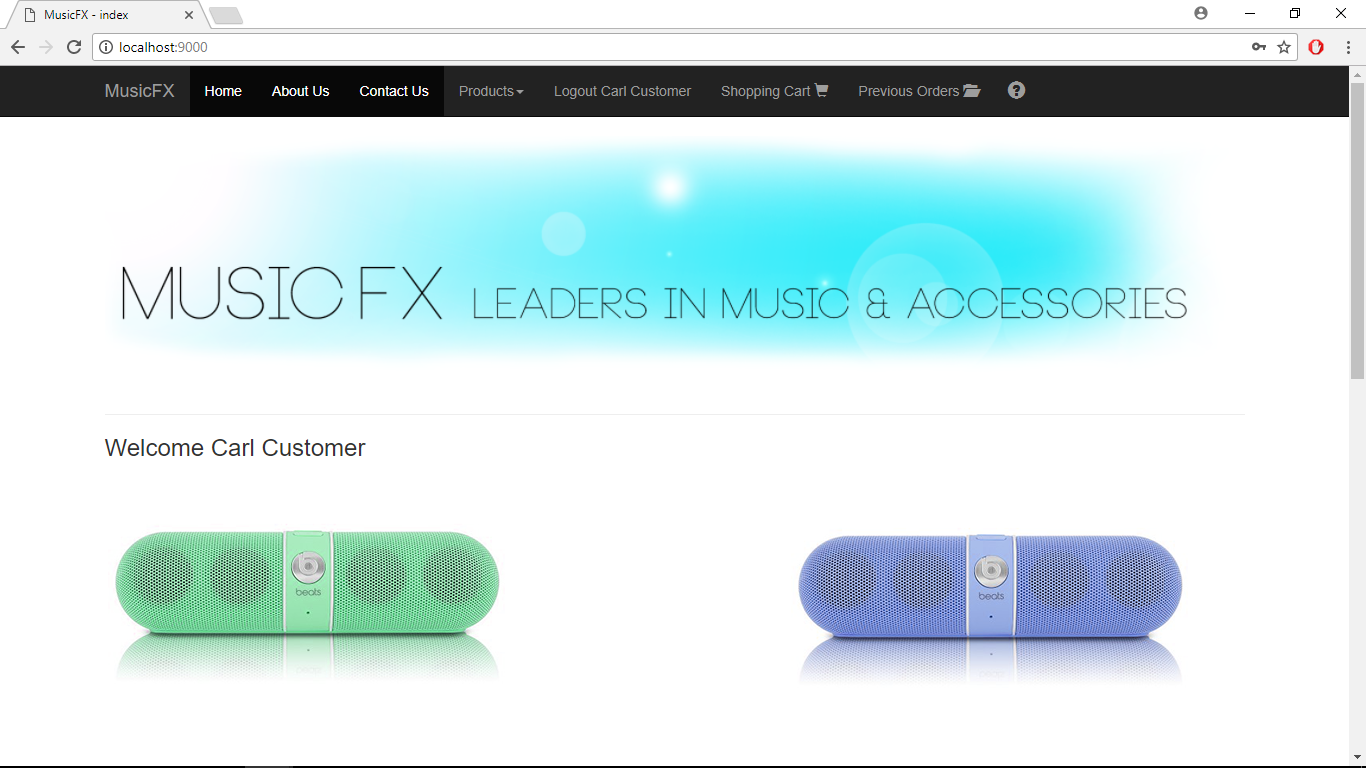 MusicFX - index
localhost:9000
MusicFX Home About Us Contact Us Products Logout Carl Customer Shopping Cart Previous Orders ?
MUSIC FX LEADERS IN MUSIC & ACCESSORIES
Welcome Carl Customer
b b
beats beats